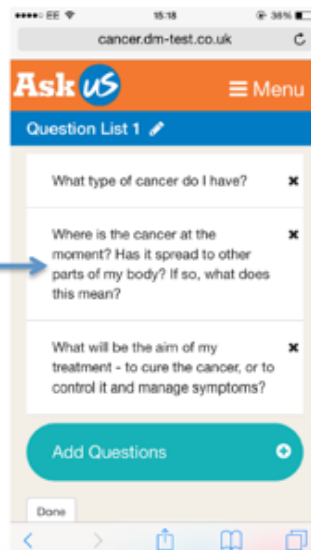 EE 15:18 36%
cancer.dm-test.co.uk
Ask us Menu
Question List 1
What type of cancer do I have?
Where is the cancer at the
moment? Has it spread to other
parts of my body? If so, what does
this mean?
What will be the aim of my
treatment - to cure the cancer, or to
control it and manage symptoms?
Add Questions
Done